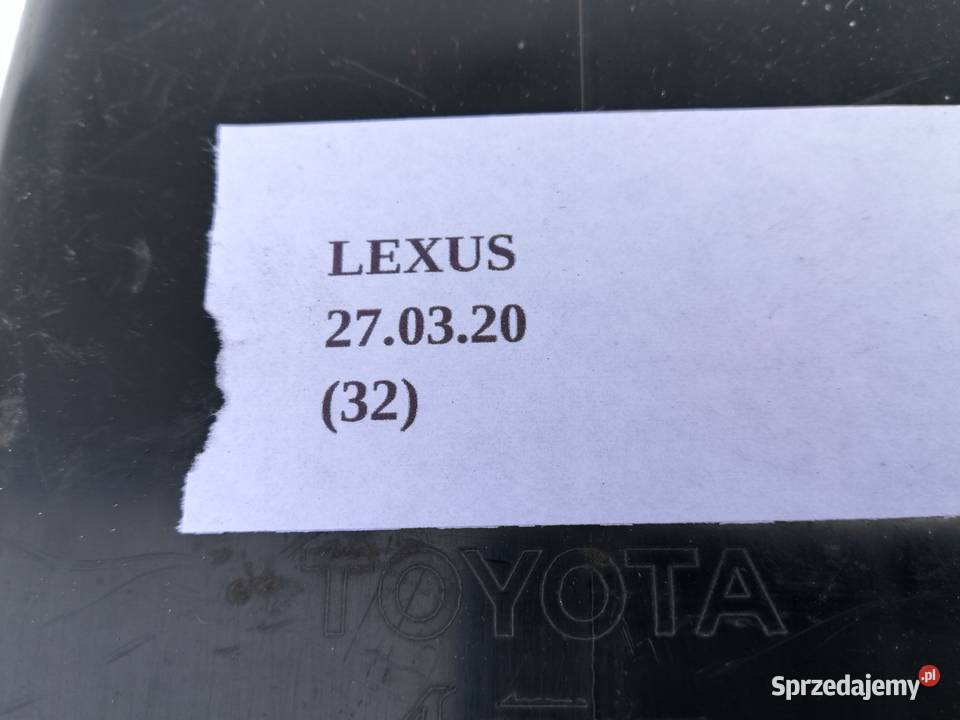 LEXUS
27.03.20
(32)
TOYOTA
Sprzedajemy.pl